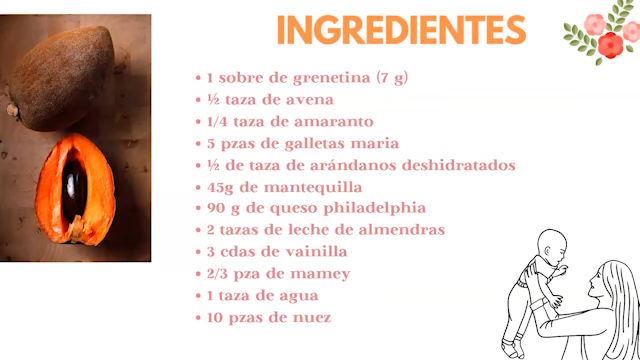 INGREDIENTES
• 1 sobre de grenetina (7 g)
• ½ taza de avena
• 1/4 taza de amaranto
• 5 pzas de galletas maria
• ½ de taza de arándanos deshidratados
• 45g de mantequilla
• 90 g de queso philadelphia
• 2 tazas de leche de almendras
• 3 cdas de vainilla
• 2/3 pza de mamey
• 1 taza de agua
• 10 pzas de nuez